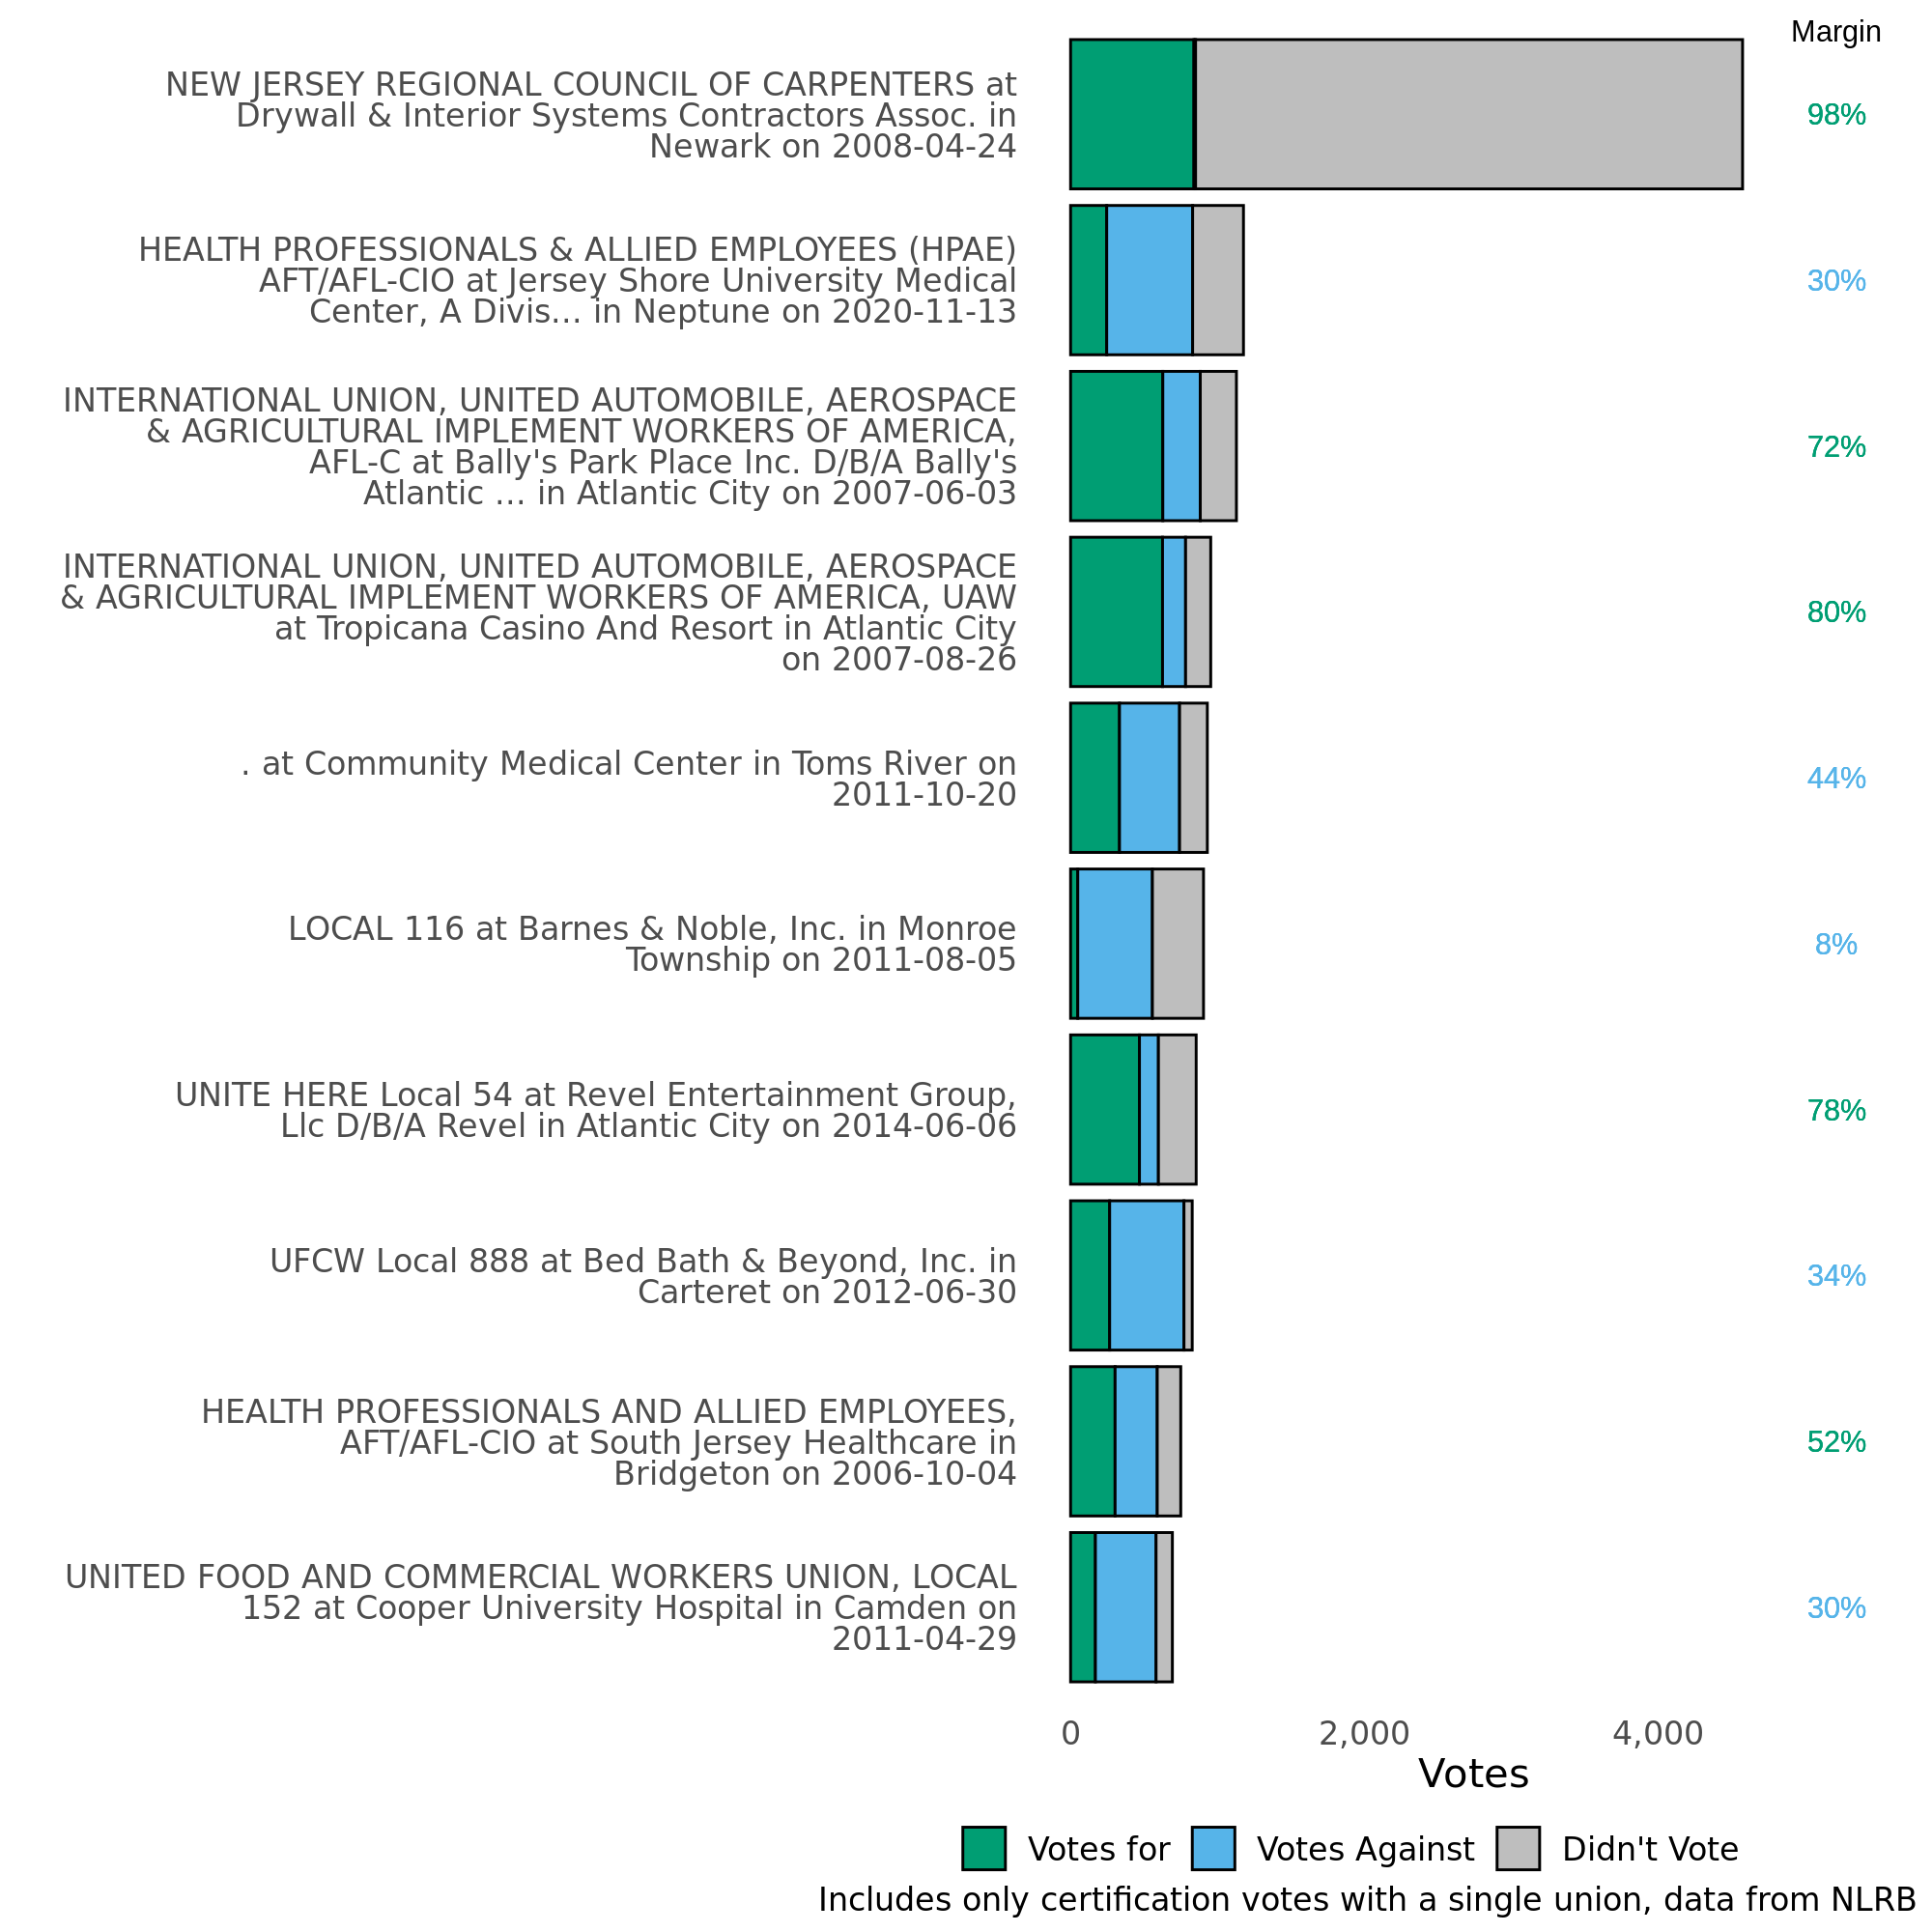 Margin
NEW JERSEY REGIONAL COUNCIL OF CARPENTERS at
Drywall & Interior Systems Contractors Assoc. in
Newark on 2008-04-24
98%
HEALTH PROFESSIONALS & ALLIED EMPLOYEES (HPAE)
AFT/AFL-CIO at Jersey Shore University Medical
Center, A Divis... in Neptune on 2020-11-13
30%
INTERNATIONAL UNION, UNITED AUTOMOBILE, AEROSPACE
& AGRICULTURAL IMPLEMENT WORKERS OF AMERICA,
AFL-C at Bally's Park Place Inc. D/B/A Bally's
Atlantic ... in Atlantic City on 2007-06-03
72%
INTERNATIONAL UNION, UNITED AUTOMOBILE, AEROSPACE
& AGRICULTURAL IMPLEMENT WORKERS OF AMERICA, UAW
at Tropicana Casino And Resort in Atlantic City
on 2007-08-26
80%
. at Community Medical Center in Toms River on
2011-10-20
44%
LOCAL 116 at Barnes & Noble, Inc. in Monroe
Township on 2011-08-05
8%
UNITE HERE Local 54 at Revel Entertainment Group,
Llc D/B/A Revel in Atlantic City on 2014-06-06
78%
UFCW Local 888 at Bed Bath & Beyond, Inc. in
Carteret on 2012-06-30
34%
HEALTH PROFESSIONALS AND ALLIED EMPLOYEES,
AFT/AFL-CIO at South Jersey Healthcare in
Bridgeton on 2006-10-04
52%
UNITED FOOD AND COMMERCIAL WORKERS UNION, LOCAL
152 at Cooper University Hospital in Camden on
2011-04-29
30%
0 2,000 4,000
Votes
Votes for Votes Against Didn't Vote
Includes only certification votes with a single union, data from NLRB